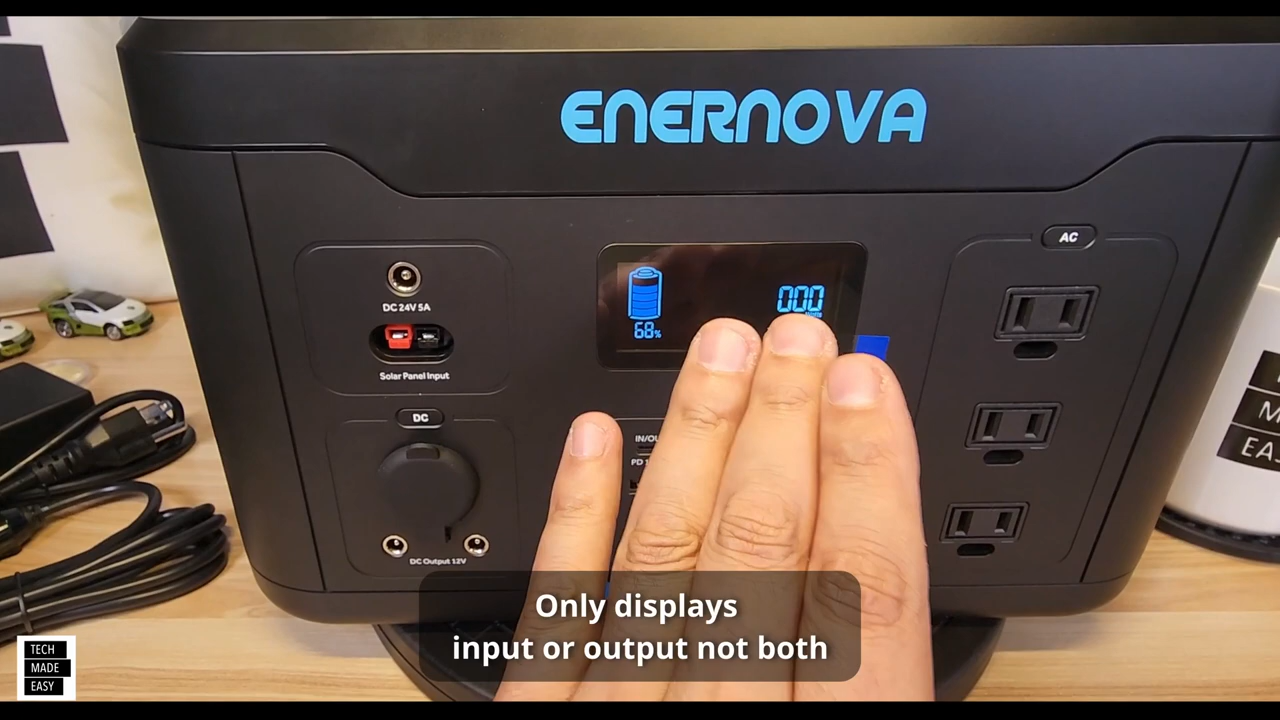 ENERNOVA
AC
000
68%
DC 24V 5A
Solar Panel Input
DC
DC Output 12V
Only displays
input or output not both
TECH
MADE
EASY